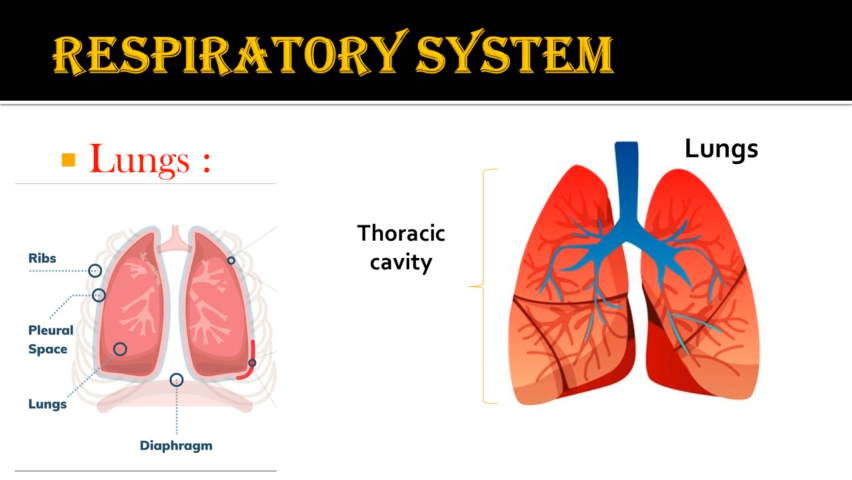 RESPIRATORY SYSTEM
Lungs :
Ribs
Pleural
Space
Lungs
Diaphragm
Thoracic
cavity
Lungs